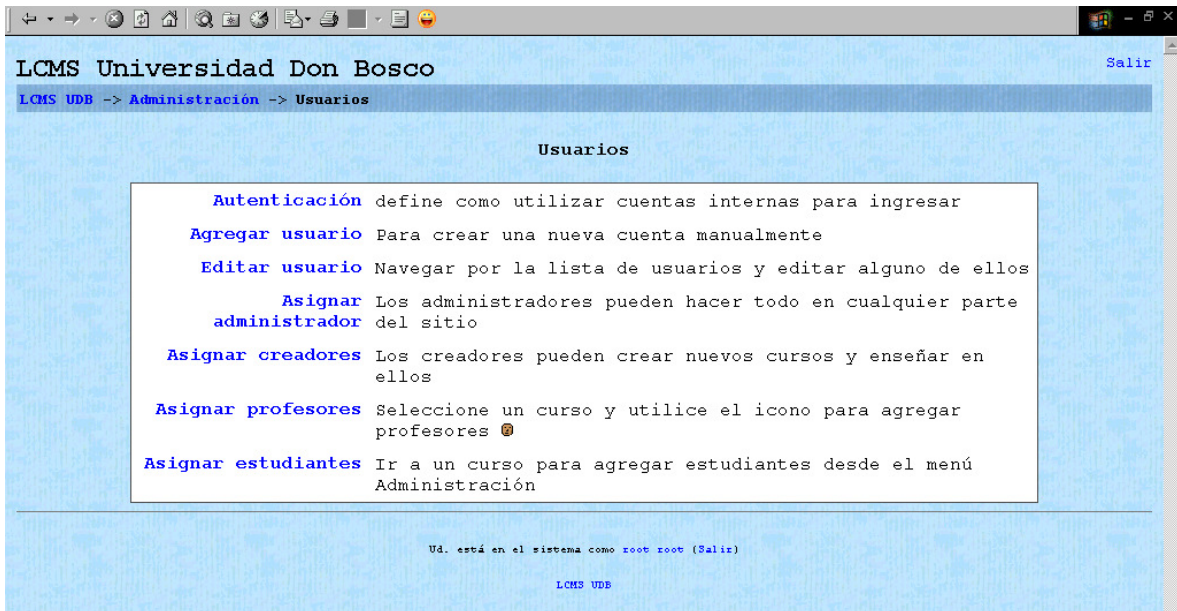 LCMS Universidad Don Bosco
Salir
LCMS UDB -> Administración -> Usuarios
Usuarios
Autenticación define como utilizar cuentas internas para ingresar
Agregar usuario Para crear una nueva cuenta manualmente
Editar usuario Navegar por la lista de usuarios y editar alguno de ellos
Asignar Los administradores pueden hacer todo en cualquier parte
administrador del sitio
Asignar creadores Los creadores pueden crear nuevos cursos y enseñar en
ellos
Asignar profesores Seleccione un curso y utilice el icono para agregar
profesores
Asignar estudiantes Ir a un curso para agregar estudiantes desde el menú
Administración
Ud. está en el sistema como root root (Salir)
LCMS UDB